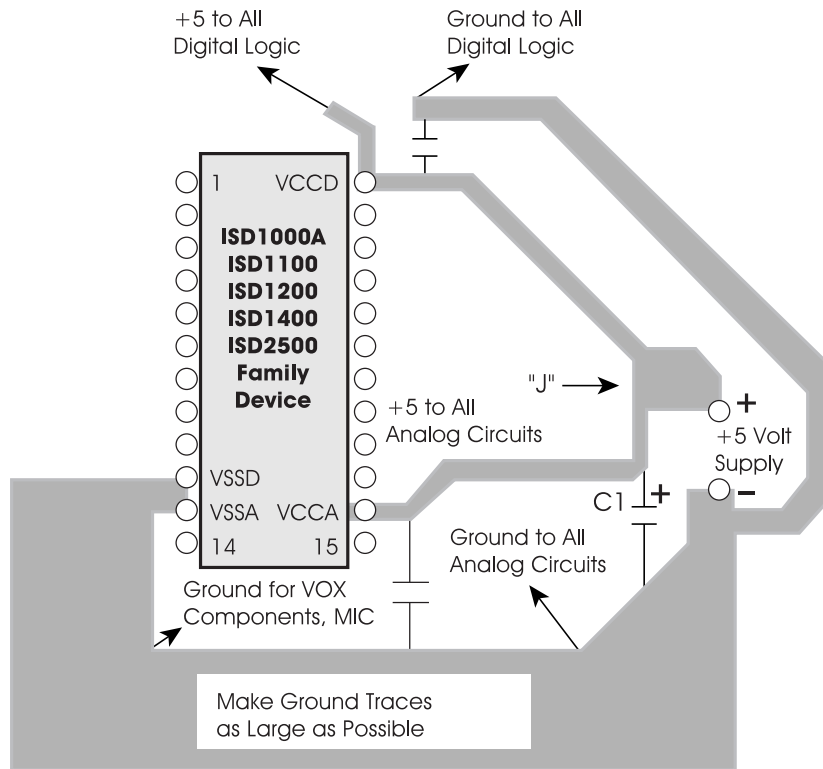 +5 to All
Digital Logic
Ground to All
Digital Logic
1 VCCD
ISD1000A
ISD1100
ISD1200
ISD1400
ISD2500
Family
Device
"J"
+
+5 to All
Analog Circuits
+5 Volt
Supply
VSSD
VSSA VCCA
14 15
C1 +
–
Ground to All
Analog Circuits
Ground for VOX
Components, MIC
Make Ground Traces
as Large as Possible